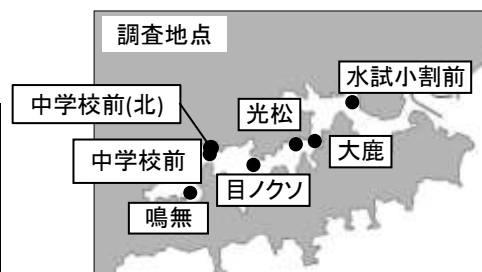 調査地点
水試小割前
中学校前(北)
光松
中学校前
大鹿
目ノクソ
鳴無